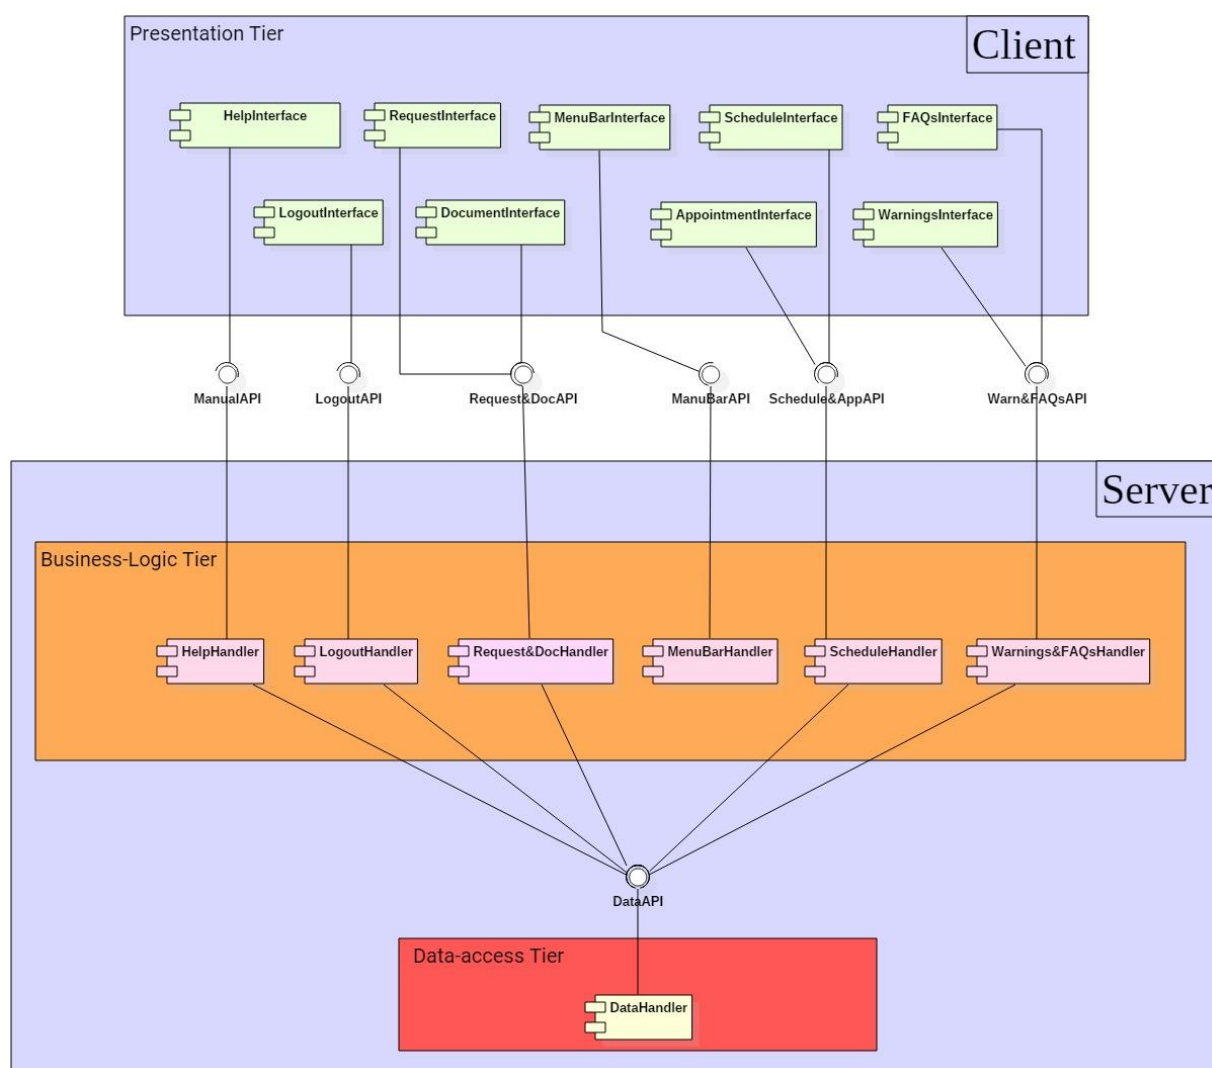 Presentation Tier
Client
HelpInterface
RequestInterface
MenuBarInterface
ScheduleInterface
FAQsInterface
LogoutInterface
DocumentInterface
AppointmentInterface
WarningsInterface
ManualAPI
LogoutAPI
Request&DocAPI
ManuBarAPI
Schedule&AppAPI
Warn&FAQsAPI
Server
Business-Logic Tier
HelpHandler
LogoutHandler
Request&DocHandler
MenuBarHandler
ScheduleHandler
Warnings&FAQsHandler
DataAPI
Data-access Tier
DataHandler